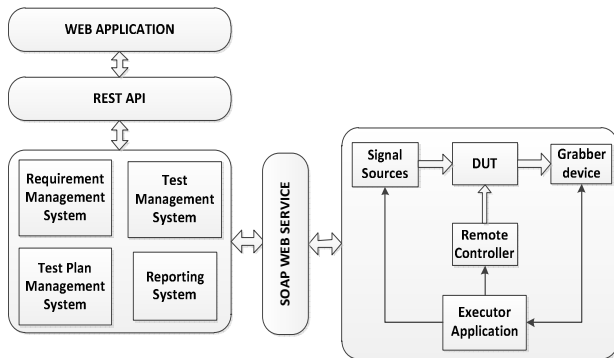 WEB APPLICATION
REST API
Requirement
Management
System
Test
Management
System
Test Plan
Management
System
Reporting
System
SOAP WEB SERVICE
Signal
Sources
DUT
Grabber
device
Remote
Controller
Executor
Application